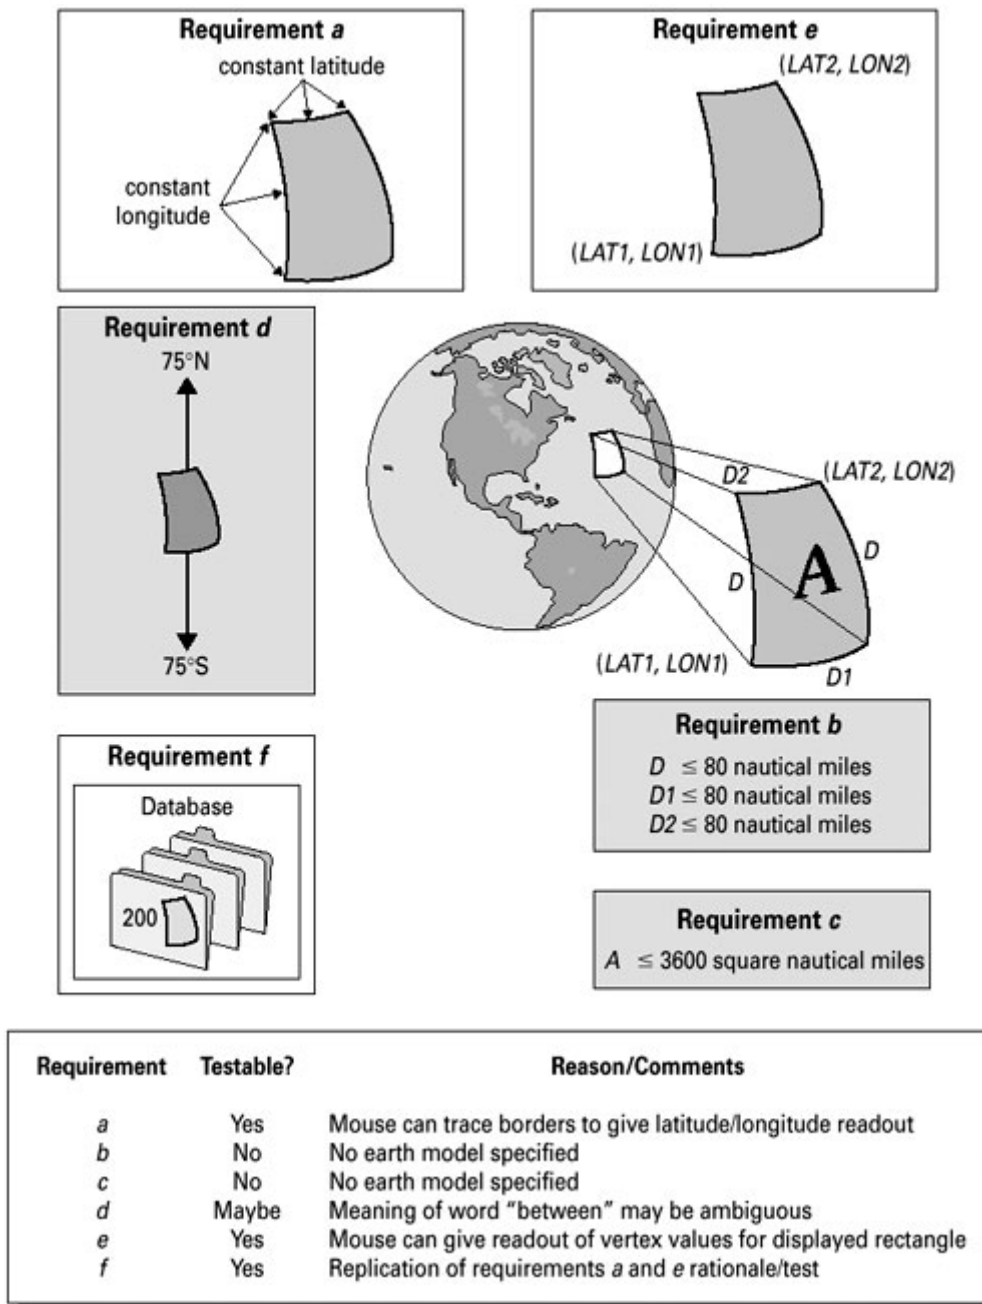 Requirement a
constant latitude
constant
longitude
Requirement e
(LAT2, LON2)
(LAT1, LON1)
Requirement d
75°N
75°S
D2
(LAT2, LON2)
D
D
A
(LAT1, LON1)
D1
Requirement b
D ≤ 80 nautical miles
D1 ≤ 80 nautical miles
D2 ≤ 80 nautical miles
Requirement f
Database
200
Requirement c
A ≤ 3600 square nautical miles
Requirement Testable? Reason/Comments
a Yes Mouse can trace borders to give latitude/longitude readout
b No No earth model specified
c No No earth model specified
d Maybe Meaning of word “between” may be ambiguous
e Yes Mouse can give readout of vertex values for displayed rectangle
f Yes Replication of requirements a and e rationale/test